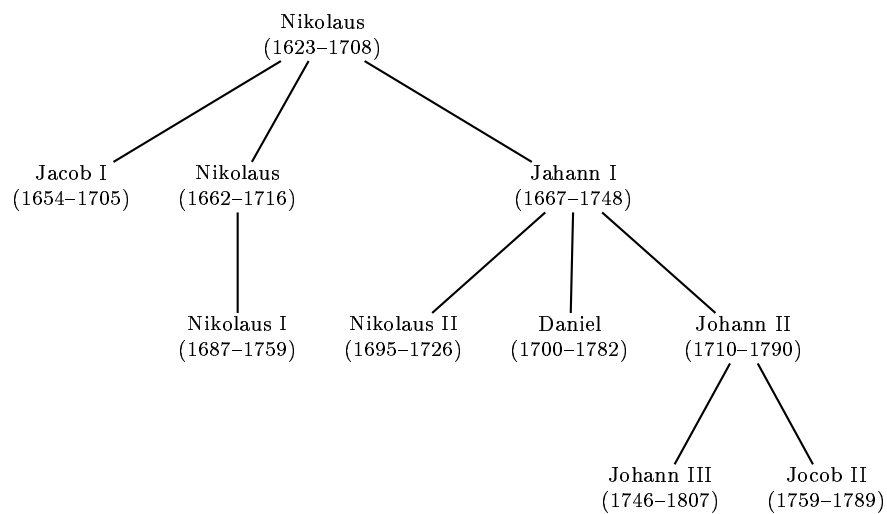 Nikolaus
(1623–1708)
Jacob I
(1654–1705)
Nikolaus
(1662–1716)
Jahann I
(1667–1748)
Nikolaus I
(1687–1759)
Nikolaus II
(1695–1726)
Daniel
(1700–1782)
Johann II
(1710–1790)
Johann III
(1746–1807)
Jocob II
(1759–1789)